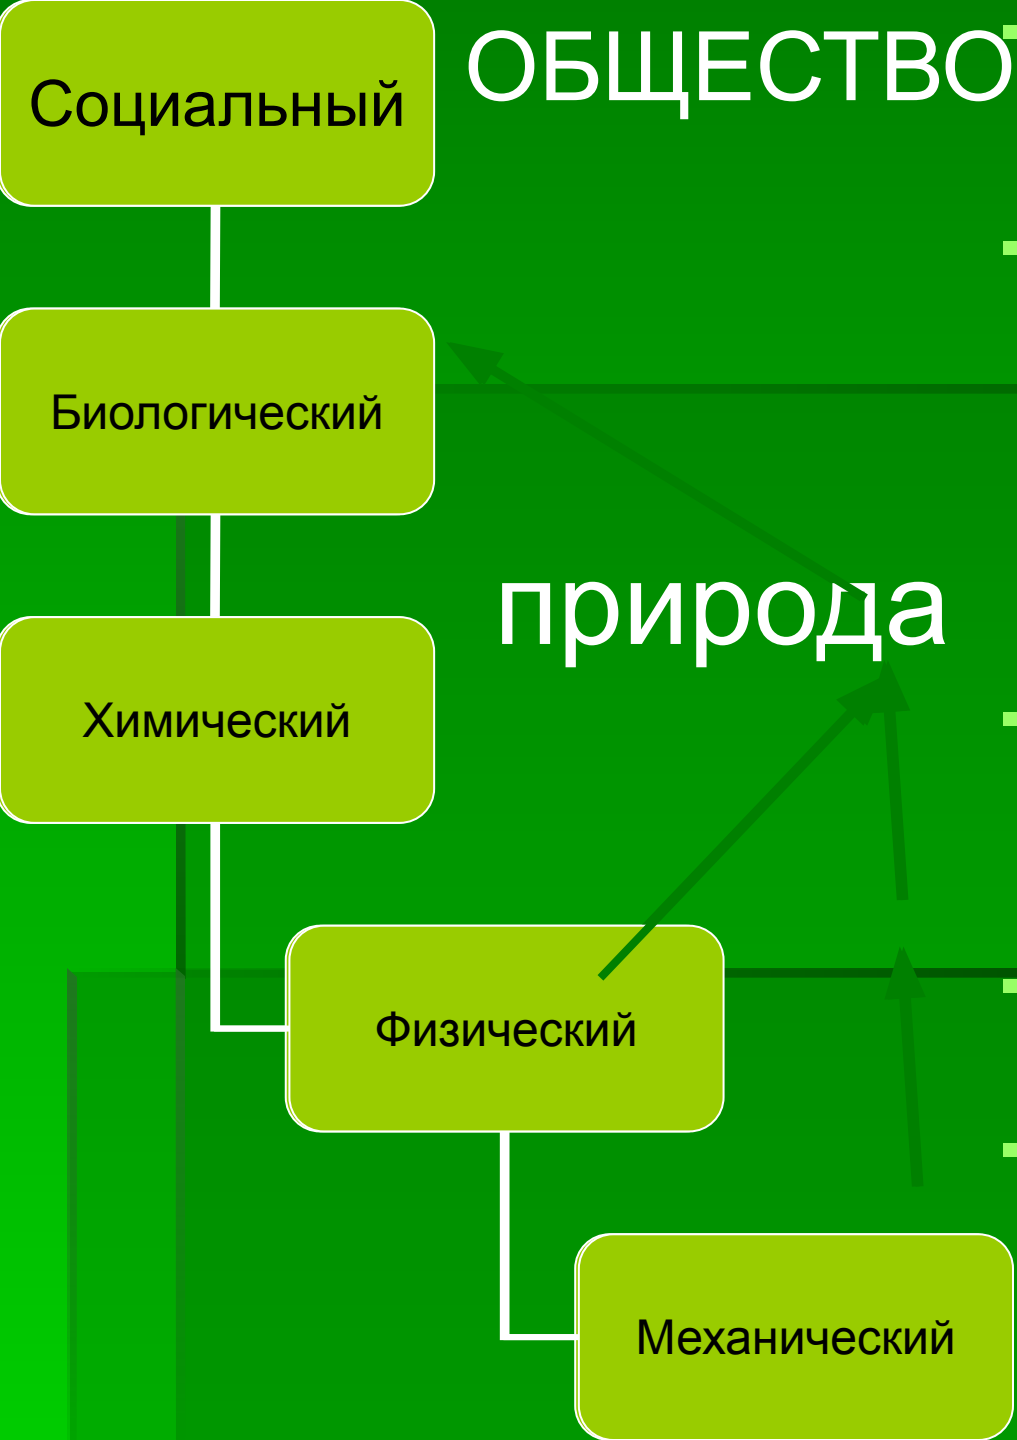 Социальный
ОБЩЕСТВО
Биологический
природа
Химический
Физический
Механический